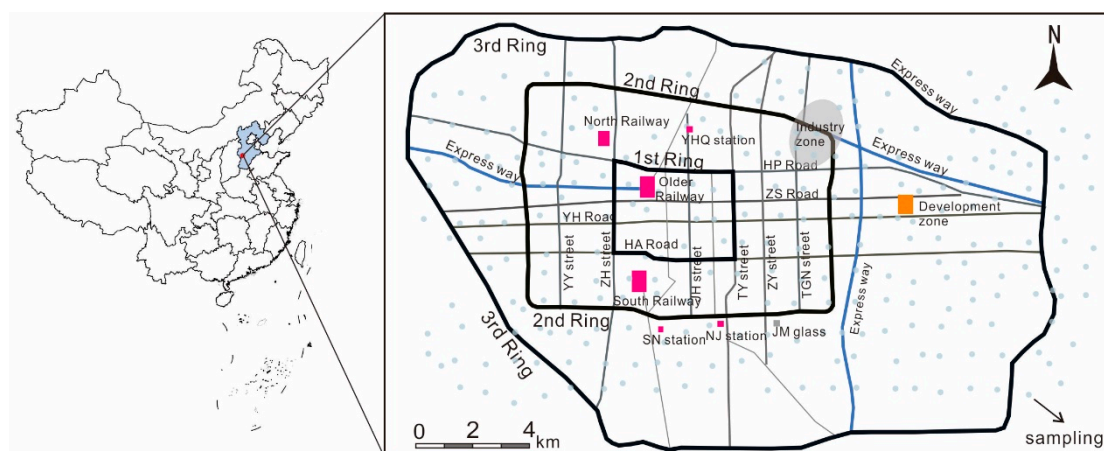 3rd Ring
N
Express way
2nd Ring
North Railway
YHQ station
Industry
zone
1st Ring
HP Road
Express way
Express way
Older
Railway
ZS Road
Development
zone
YH Road
HA Road
YY street
ZH street
JH street
TY street
ZY street
TGN street
Express way
South Railway
2nd Ring
3rd Ring
SN station
NJ station
JM glass
0 2 4
km
sampling